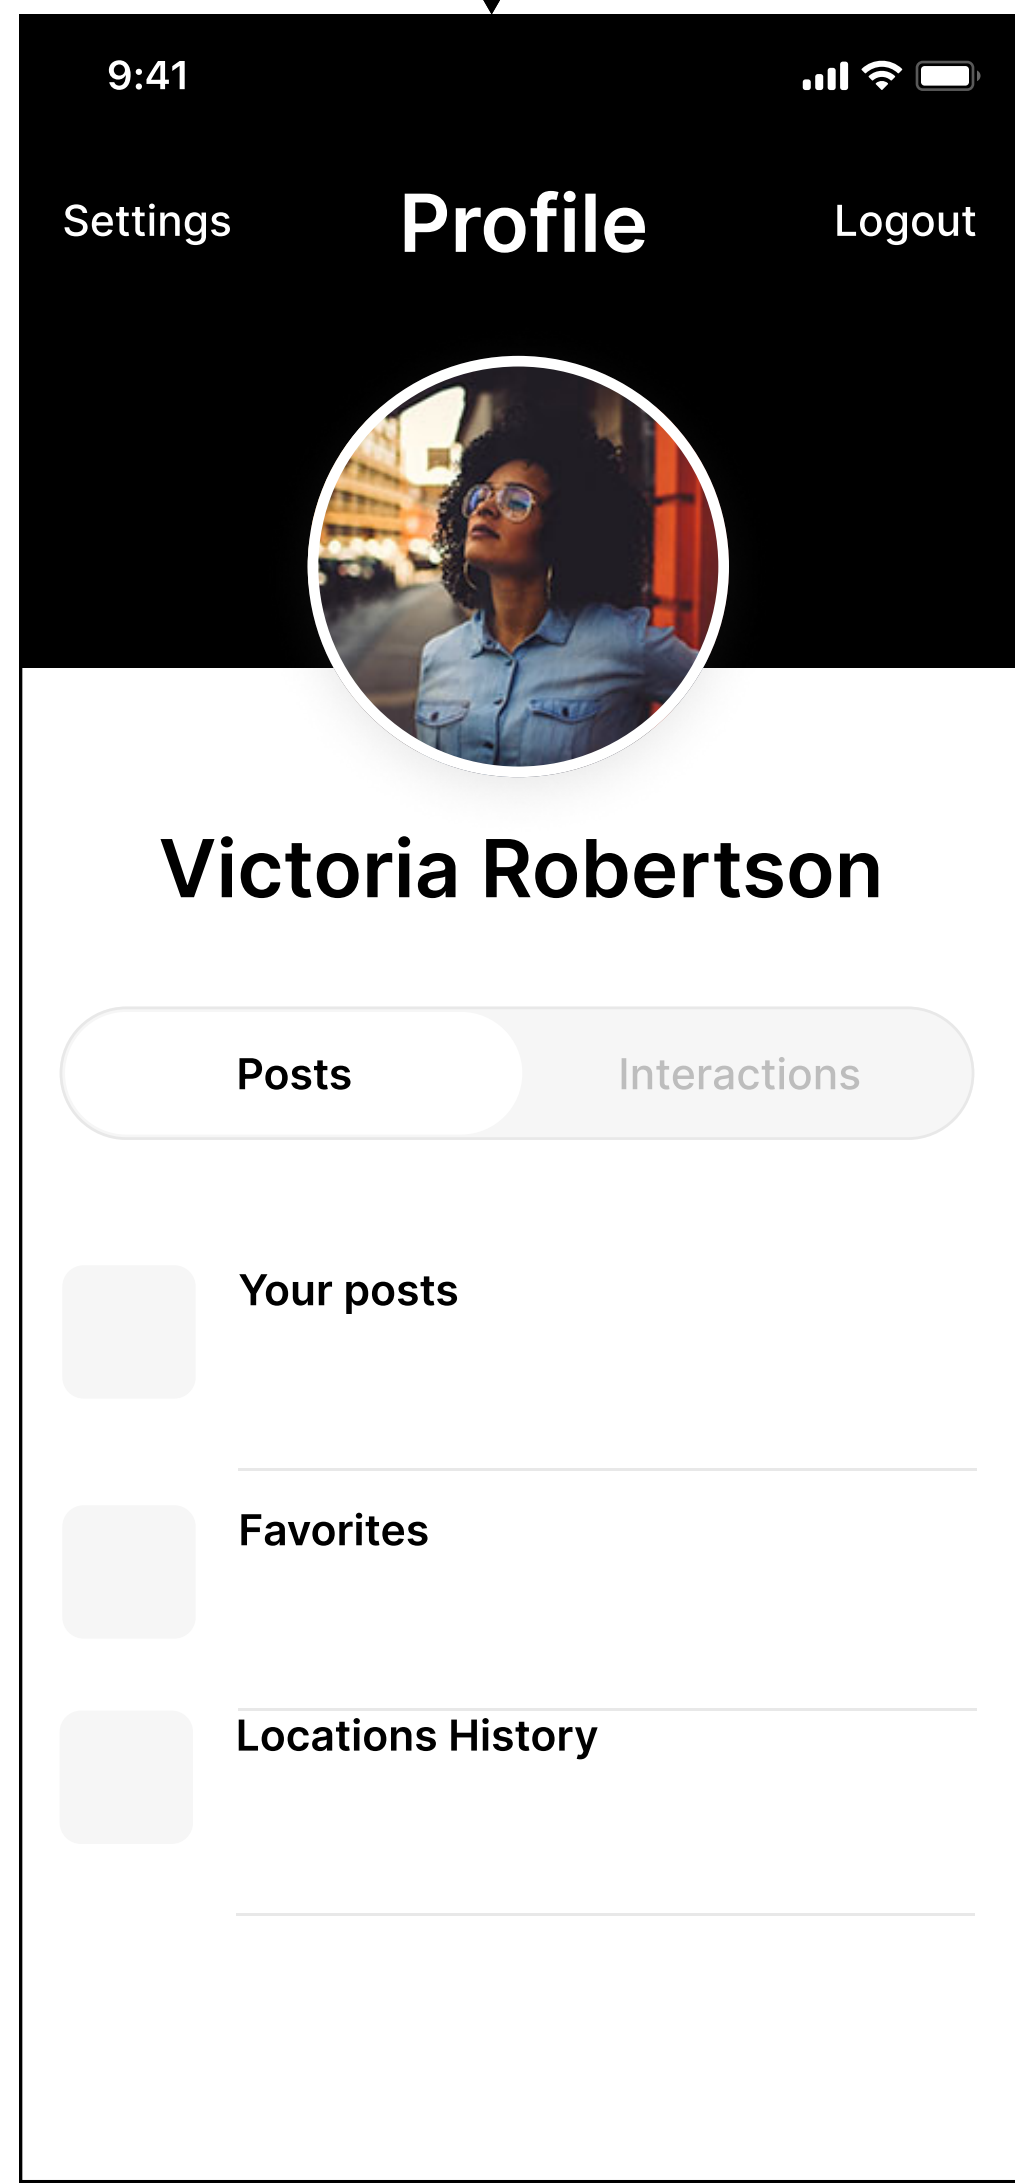 9:41
Settings Profile Logout
Victoria Robertson
Posts Interactions
Your posts
Favorites
Locations History